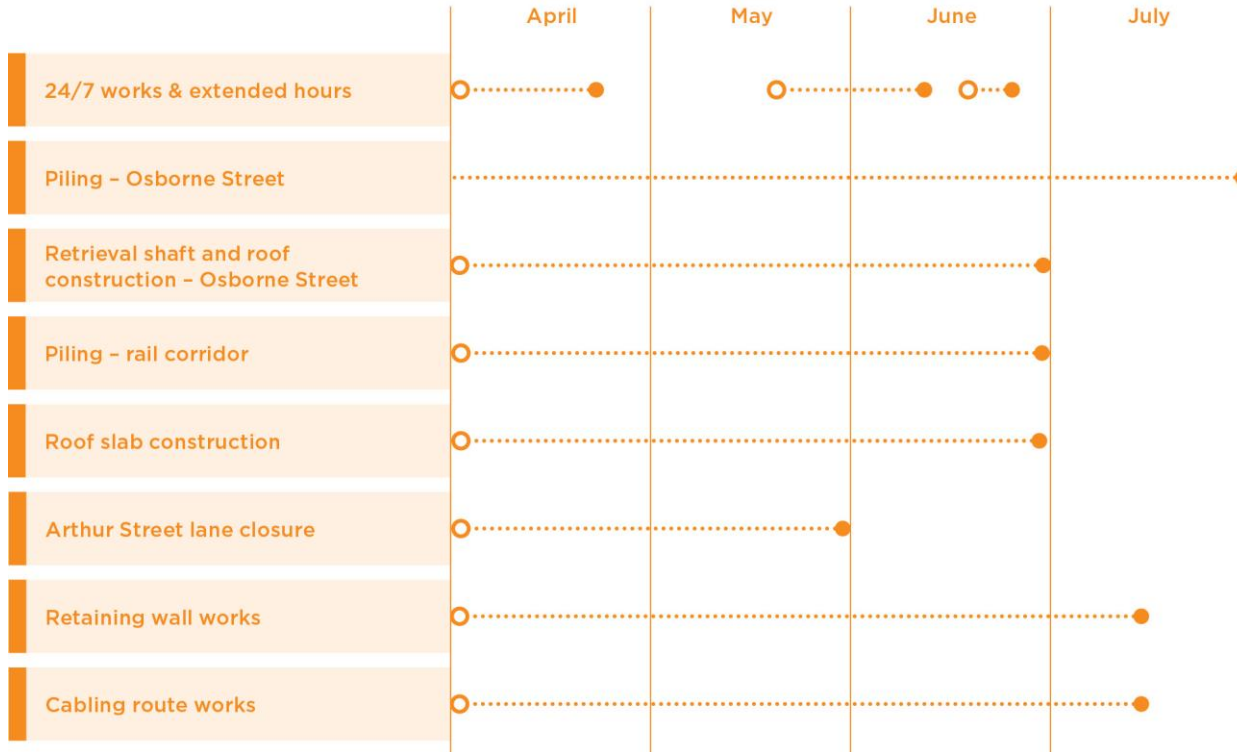 April May June July
24/7 works & extended hours
Piling – Osborne Street
Retrieval shaft and roof
construction – Osborne Street
Piling – rail corridor
Roof slab construction
Arthur Street lane closure
Retaining wall works
Cabling route works